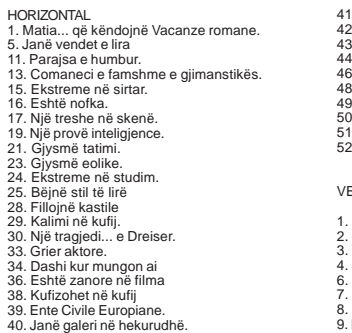 HORIZONTAL
1. Matia... që këndojnë Vacanze romane.
5. Janë vendet e lira
11. Parajsa e humbur.
13. Comaneci e famshme e gjimanstikës.
15. Ekstreme në sirtar.
16. Eshtë nofka.
17. Një treshe në skenë.
19. Një provë inteligjence.
21. Gjysmë tatimi.
23. Gjysmë eolike.
24. Ekstreme në studim.
25. Bëjnë stil të lirë
28. Fillojnë kastile
29. Kalimi në kufij.
30. Një tragjedi... e Dreiser.
33. Grier aktore.
34. Dashi kur mungon ai
36. Eshtë zanore në filma
38. Kufizohet në kufij
39. Ente Civile Europiane.
40. Janë galeri në hekurudhë.
41
42
43
44
46
48
50
51
52
VE
1.
2.
3.
4.
6.
7.
8.
9.